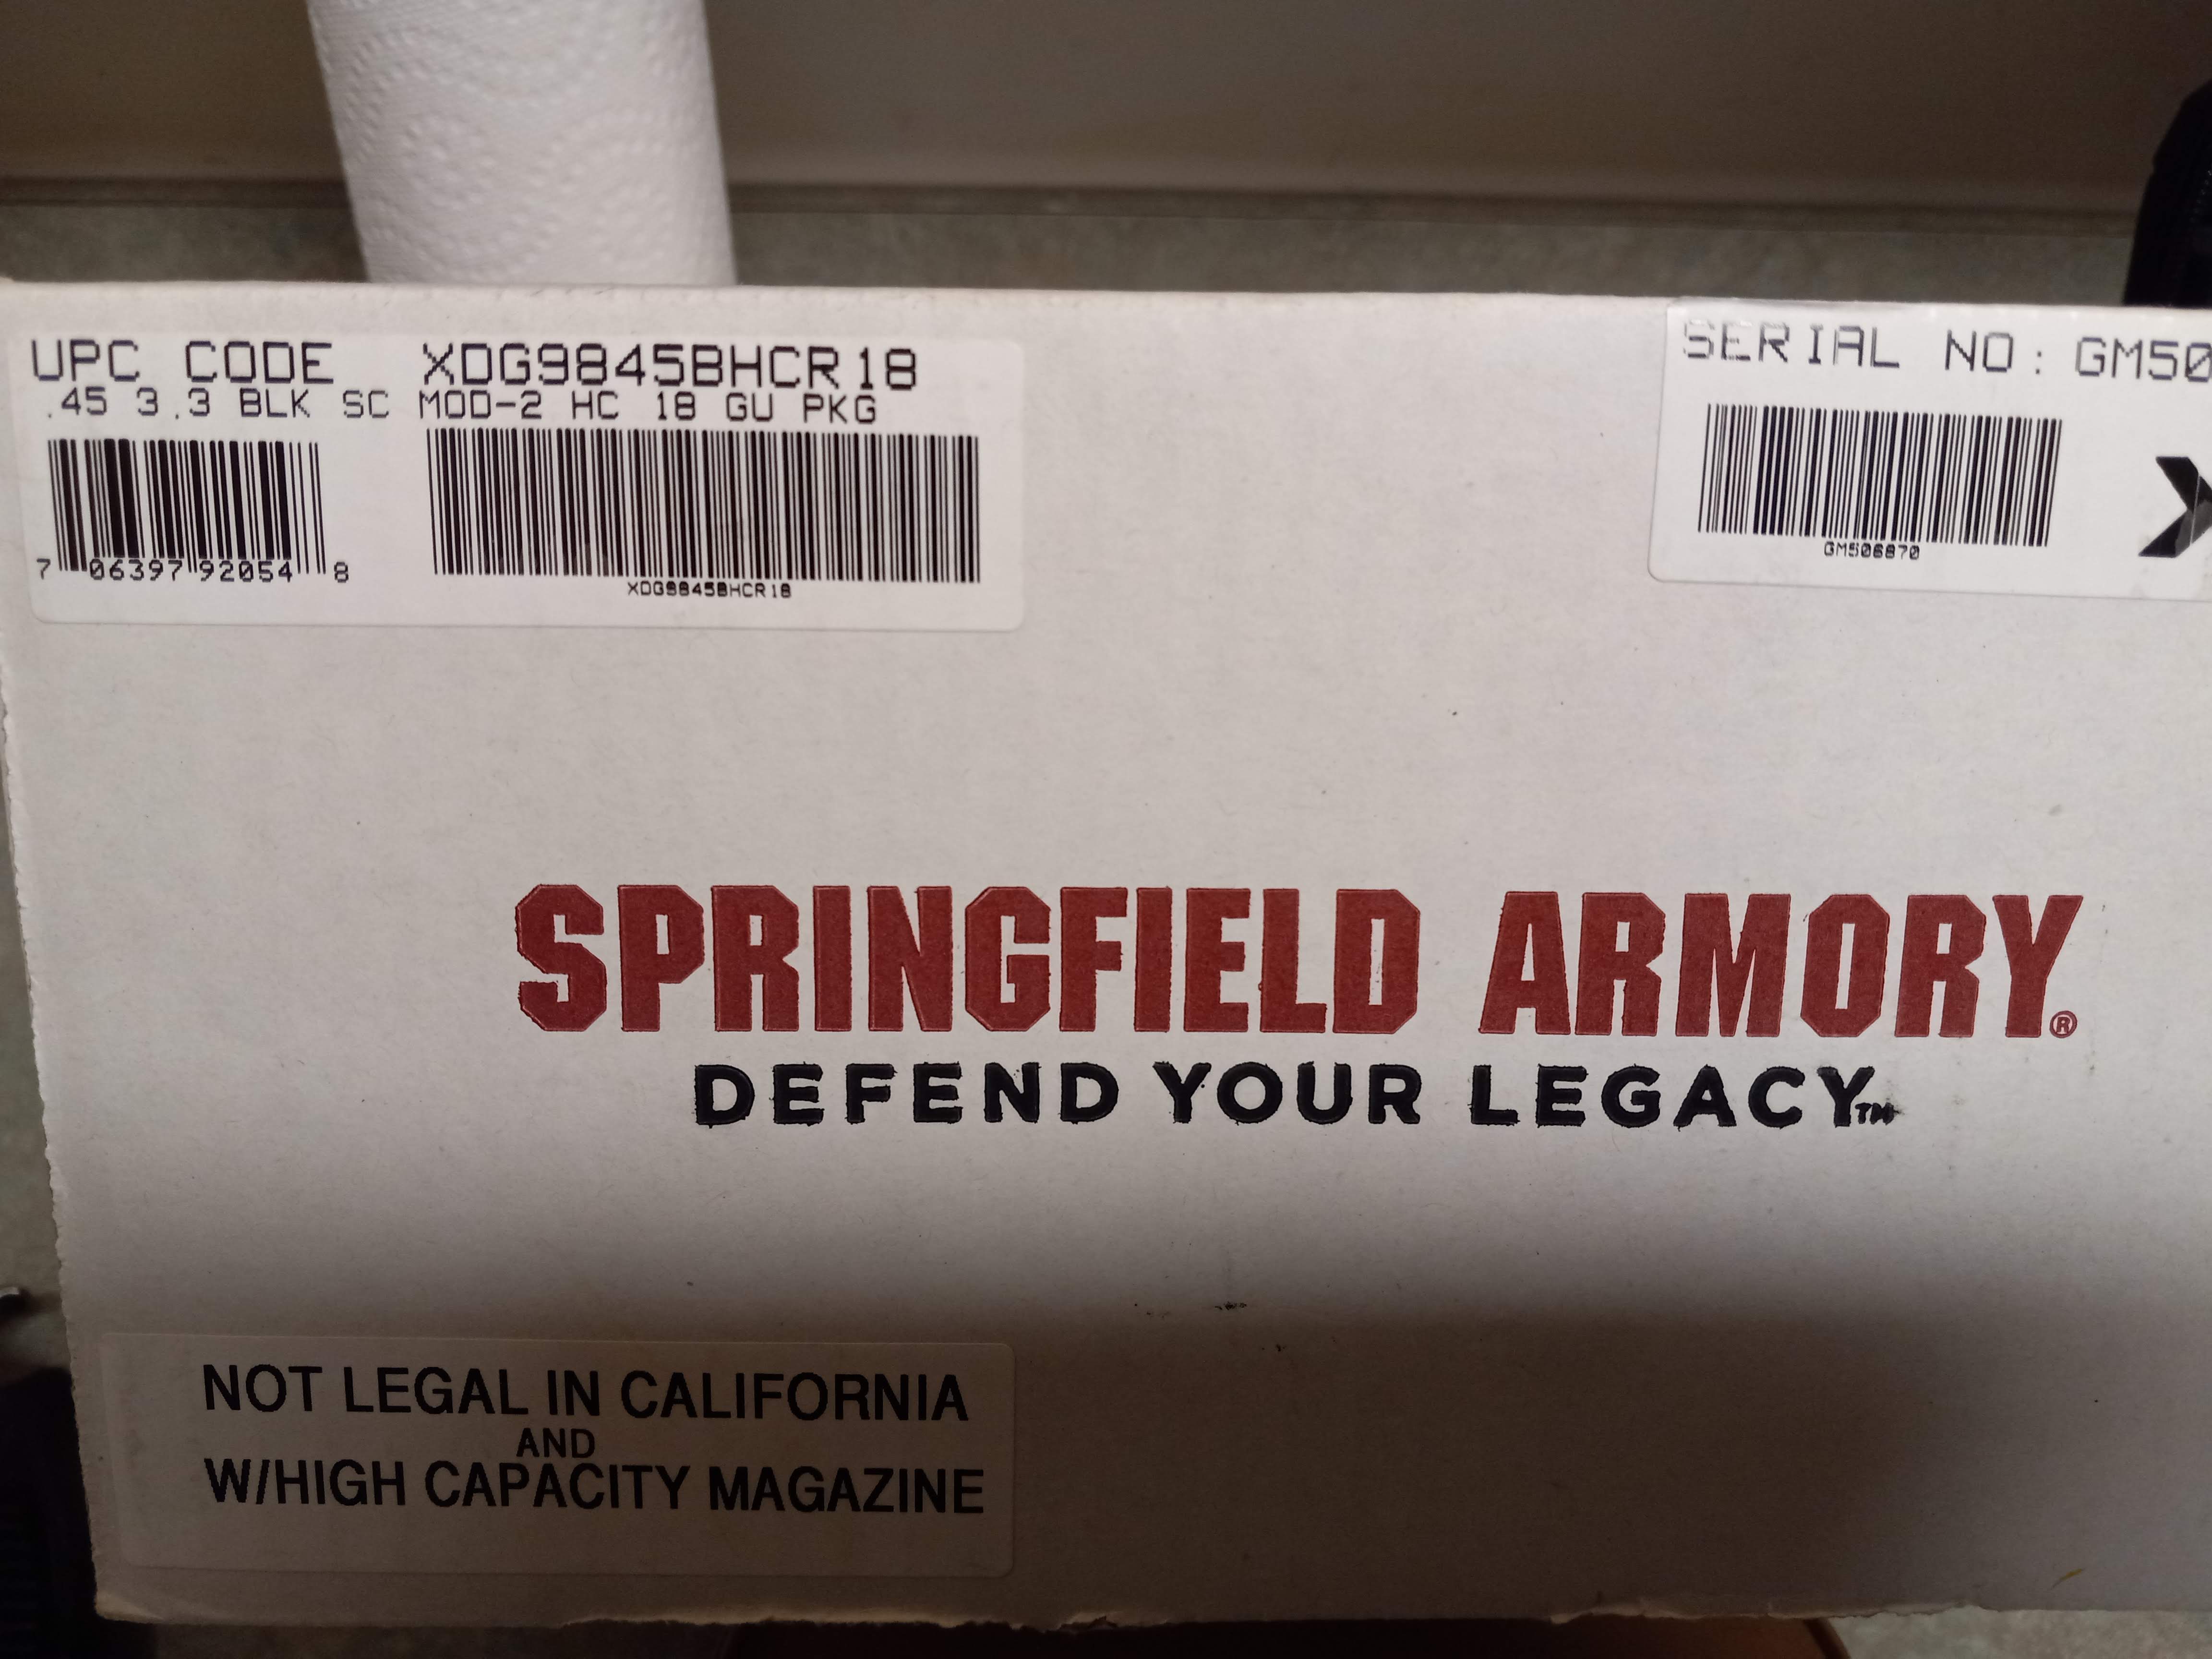 UPC CODE XDG9845BHCR18
.45 3.3 BLK SC MOD-2 HC 18 GU PKG
7 06397 92054 8
XDG9845BHCR18
SERIAL NO: GM50
GM506870
SPRINGFIELD ARMORY®
DEFEND YOUR LEGACY™
NOT LEGAL IN CALIFORNIA
AND
W/HIGH CAPACITY MAGAZINE